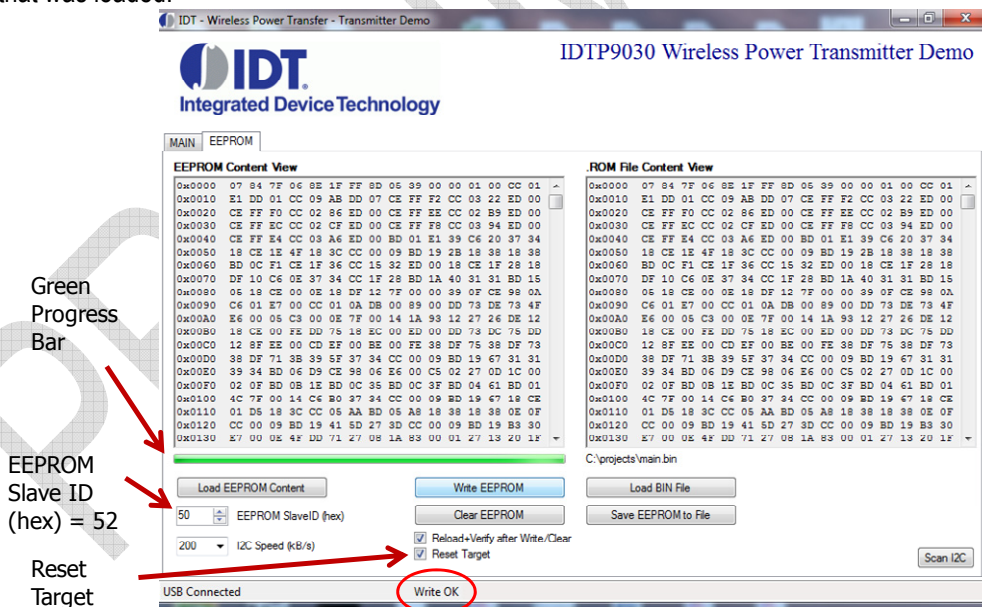 that was loaded.
IDT - Wireless Power Transfer - Transmitter Demo
IDT.
Integrated Device Technology
IDTP9030 Wireless Power Transmitter Demo
MAIN EEPROM
EEPROM Content View
0x0000 07 84 7F 06 8E 1F FF 8D 05 39 00 00 01 00 CC 01
0x0010 E1 DD 01 CC 09 AB DD 07 CE FF F2 CC 03 22 ED 00
0x0020 CE FF F0 CC 02 86 ED 00 CE FF EE CC 02 B9 ED 00
0x0030 CE FF EC CC 02 CF ED 00 CE FF F8 CC 03 94 ED 00
0x0040 CE FF E4 CC 03 A6 ED 00 BD 01 E1 39 C6 20 37 34
0x0050 18 CE 1E 4F 18 3C CC 00 09 BD 19 2B 18 38 18 38
0x0060 BD 0C F1 CE 1F 36 CC 15 32 ED 00 18 CE 1F 28 18
0x0070 DF 10 C6 0E 37 34 CC 1F 28 BD 1A 40 31 31 BD 15
0x0080 06 18 CE 00 0E 18 DF 12 7F 00 00 39 0F CE 98 0A
0x0090 C6 01 E7 00 CC 01 0A DB 00 89 00 DD 73 DE 73 4F
0x00A0 E6 00 05 C3 00 0E 7F 00 14 1A 93 12 27 26 DE 12
0x00B0 18 CE 00 FE DD 75 18 EC 00 ED 00 DD 73 DC 75 DD
0x00C0 12 8F EE 00 CD EF 00 BE 00 FE 38 DF 75 38 DF 73
0x00D0 38 DF 71 3B 39 5F 37 34 CC 00 09 BD 19 67 31 31
0x00E0 39 34 BD 06 D9 CE 98 06 E6 00 C5 02 27 0D 1C 00
0x00F0 02 0F BD 0B 1E BD 0C 35 BD 0C 3F BD 04 61 BD 01
0x0100 4C 7F 00 14 C6 B0 37 34 CC 00 09 BD 19 67 18 CE
0x0110 01 D5 18 3C CC 05 AA BD 05 A8 18 38 18 38 0E 0F
0x0120 CC 00 09 BD 19 41 5D 27 3D CC 00 09 BD 19 B3 30
0x0130 E7 00 0E 4F DD 71 27 08 1A 83 00 01 27 13 20 1F
.ROM File Content View
0x0000 07 84 7F 06 8E 1F FF 8D 05 39 00 00 01 00 CC 01
0x0010 E1 DD 01 CC 09 AB DD 07 CE FF F2 CC 03 22 ED 00
0x0020 CE FF F0 CC 02 86 ED 00 CE FF EE CC 02 B9 ED 00
0x0030 CE FF EC CC 02 CF ED 00 CE FF F8 CC 03 94 ED 00
0x0040 CE FF E4 CC 03 A6 ED 00 BD 01 E1 39 C6 20 37 34
0x0050 18 CE 1E 4F 18 3C CC 00 09 BD 19 2B 18 38 18 38
0x0060 BD 0C F1 CE 1F 36 CC 15 32 ED 00 18 CE 1F 28 18
0x0070 DF 10 C6 0E 37 34 CC 1F 28 BD 1A 40 31 31 BD 15
0x0080 06 18 CE 00 0E 18 DF 12 7F 00 00 39 0F CE 98 0A
0x0090 C6 01 E7 00 CC 01 0A DB 00 89 00 DD 73 DE 73 4F
0x00A0 E6 00 05 C3 00 0E 7F 00 14 1A 93 12 27 26 DE 12
0x00B0 18 CE 00 FE DD 75 18 EC 00 ED 00 DD 73 DC 75 DD
0x00C0 12 8F EE 00 CD EF 00 BE 00 FE 38 DF 75 38 DF 73
0x00D0 38 DF 71 3B 39 5F 37 34 CC 00 09 BD 19 67 31 31
0x00E0 39 34 BD 06 D9 CE 98 06 E6 00 C5 02 27 0D 1C 00
0x00F0 02 0F BD 0B 1E BD 0C 35 BD 0C 3F BD 04 61 BD 01
0x0100 4C 7F 00 14 C6 B0 37 34 CC 00 09 BD 19 67 18 CE
0x0110 01 D5 18 3C CC 05 AA BD 05 A8 18 38 18 38 0E 0F
0x0120 CC 00 09 BD 19 41 5D 27 3D CC 00 09 BD 19 B3 30
0x0130 E7 00 0E 4F DD 71 27 08 1A 83 00 01 27 13 20 1F
Green
Progress
Bar
C:\projects\main.bin
Load EEPROM Content
Write EEPROM
Load BIN File
EEPROM
Slave ID
(hex) = 52
50 EEPROM SlaveID (hex)
Clear EEPROM
Save EEPROM to File
200 I2C Speed (kB/s)
Reload+Verify after Write/Clear
Reset Target
Scan I2C
Reset
Target
USB Connected
Write OK